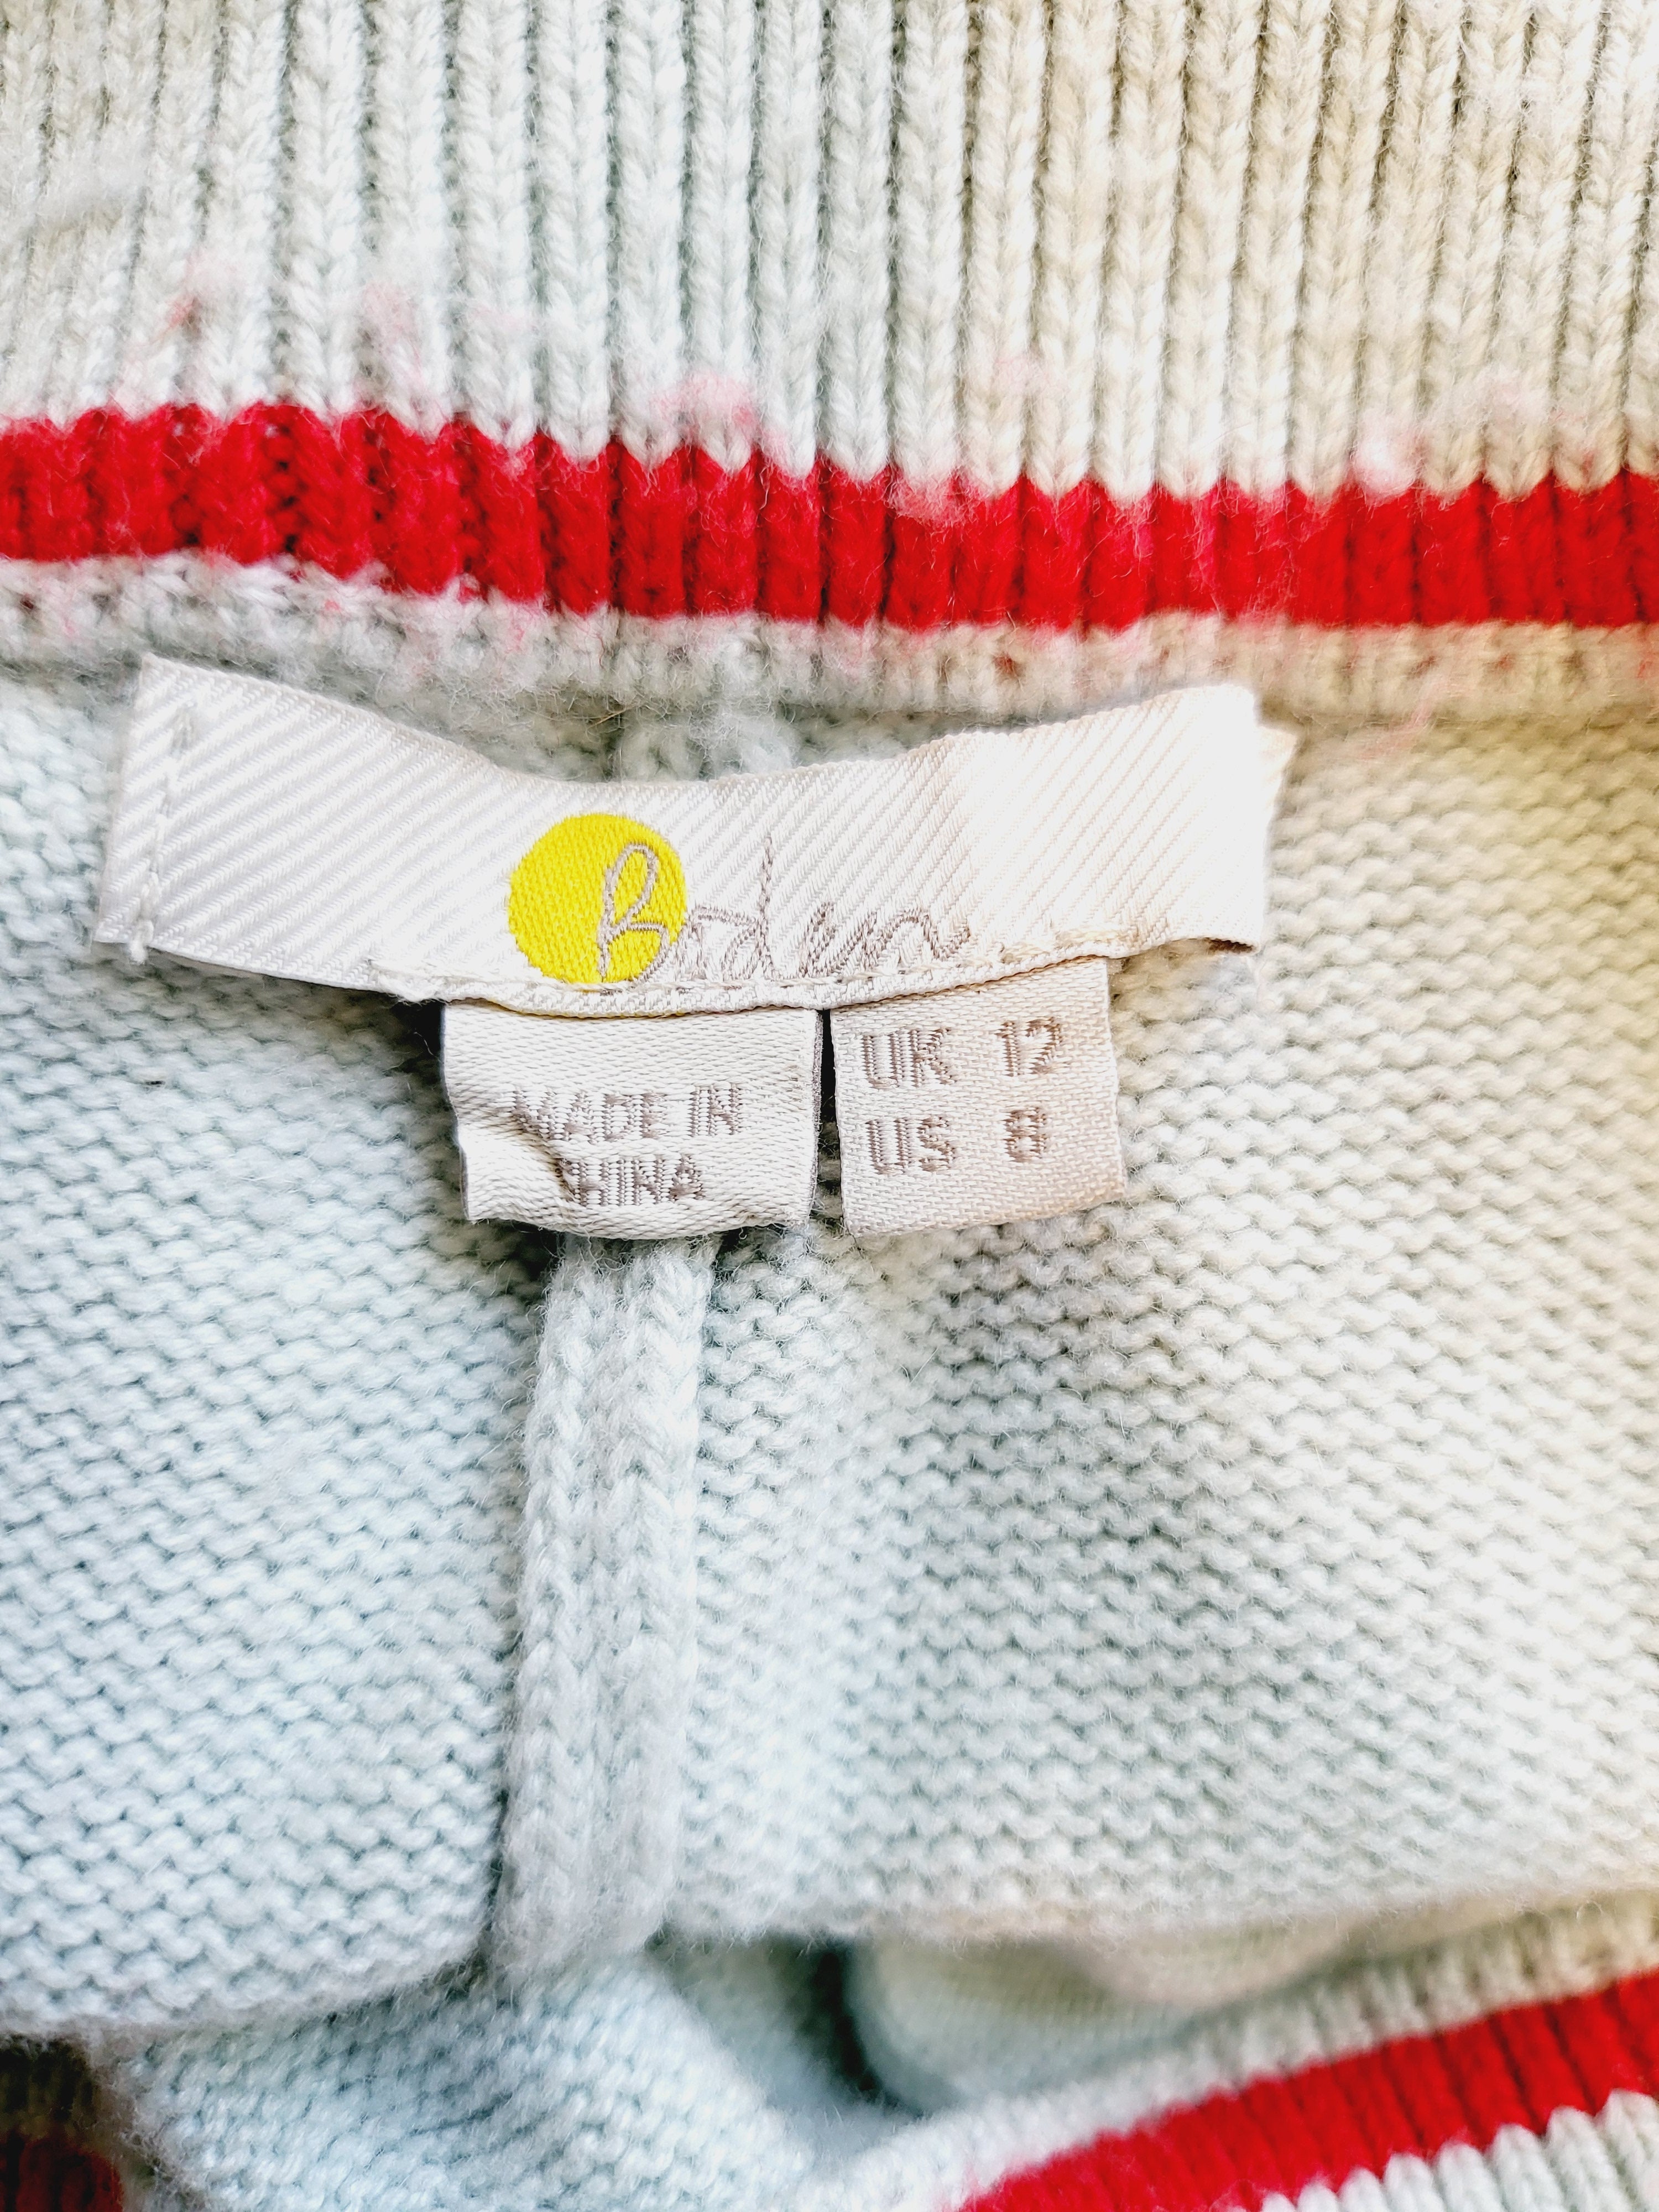 Boden
MADE IN
CHINA
UK 12
US 8